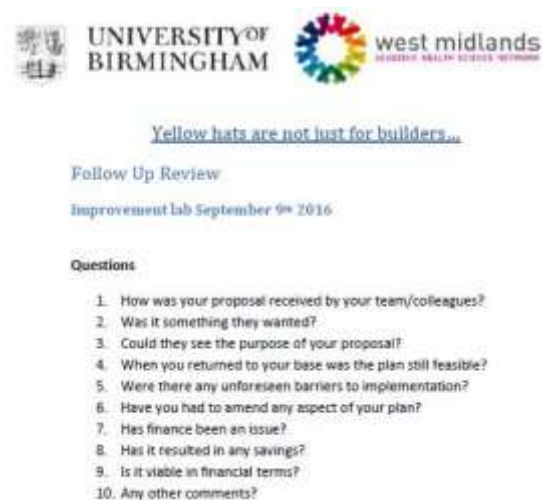 UNIVERSITY OF
BIRMINGHAM
west midlands
ACADEMIC HEALTH SCIENCE NETWORK
Yellow hats are not just for builders...
Follow Up Review
Improvement lab September 9th 2016
Questions
1. How was your proposal received by your team/colleagues?
2. Was it something they wanted?
3. Could they see the purpose of your proposal?
4. When you returned to your base was the plan still feasible?
5. Were there any unforeseen barriers to implementation?
6. Have you had to amend any aspect of your plan?
7. Has finance been an issue?
8. Has it resulted in any savings?
9. Is it viable in financial terms?
10. Any other comments?